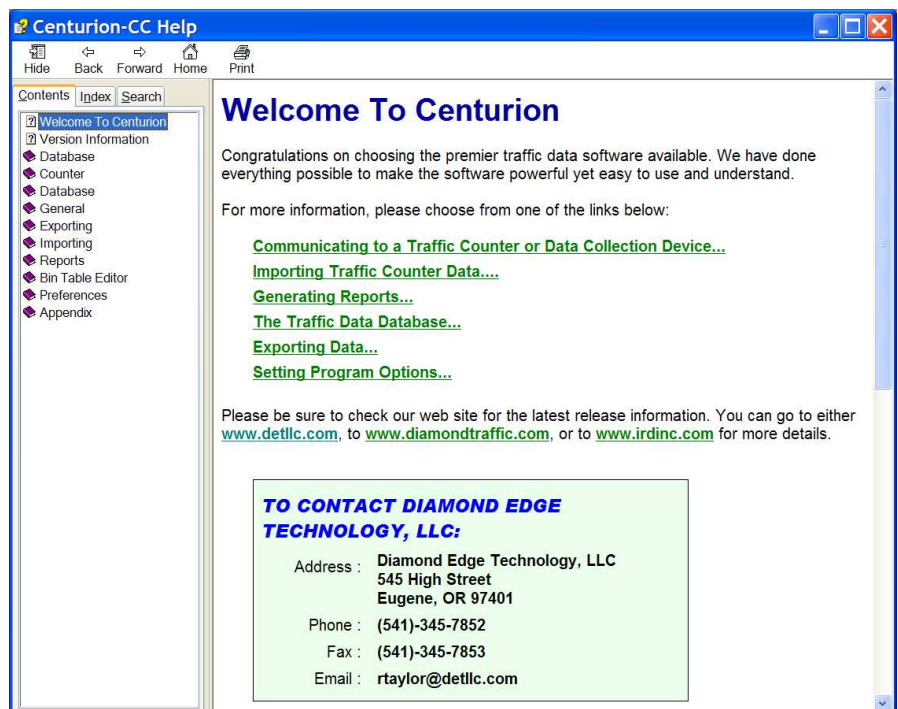 Centurion-CC Help
Hide Back Forward Home Print
Contents Index Search
Welcome To Centurion
Version Information
Database
Counter
Database
General
Exporting
Importing
Reports
Bin Table Editor
Preferences
Appendix
Welcome To Centurion
Congratulations on choosing the premier traffic data software available. We have done
everything possible to make the software powerful yet easy to use and understand.
For more information, please choose from one of the links below:
Communicating to a Traffic Counter or Data Collection Device...
Importing Traffic Counter Data....
Generating Reports...
The Traffic Data Database...
Exporting Data...
Setting Program Options...
Please be sure to check our web site for the latest release information. You can go to either
www.detllc.com, to www.diamondtraffic.com, or to www.irdinc.com for more details.
TO CONTACT DIAMOND EDGE
TECHNOLOGY, LLC:
Address : Diamond Edge Technology, LLC
545 High Street
Eugene, OR 97401
Phone : (541)-345-7852
Fax : (541)-345-7853
Email : rtaylor@detllc.com